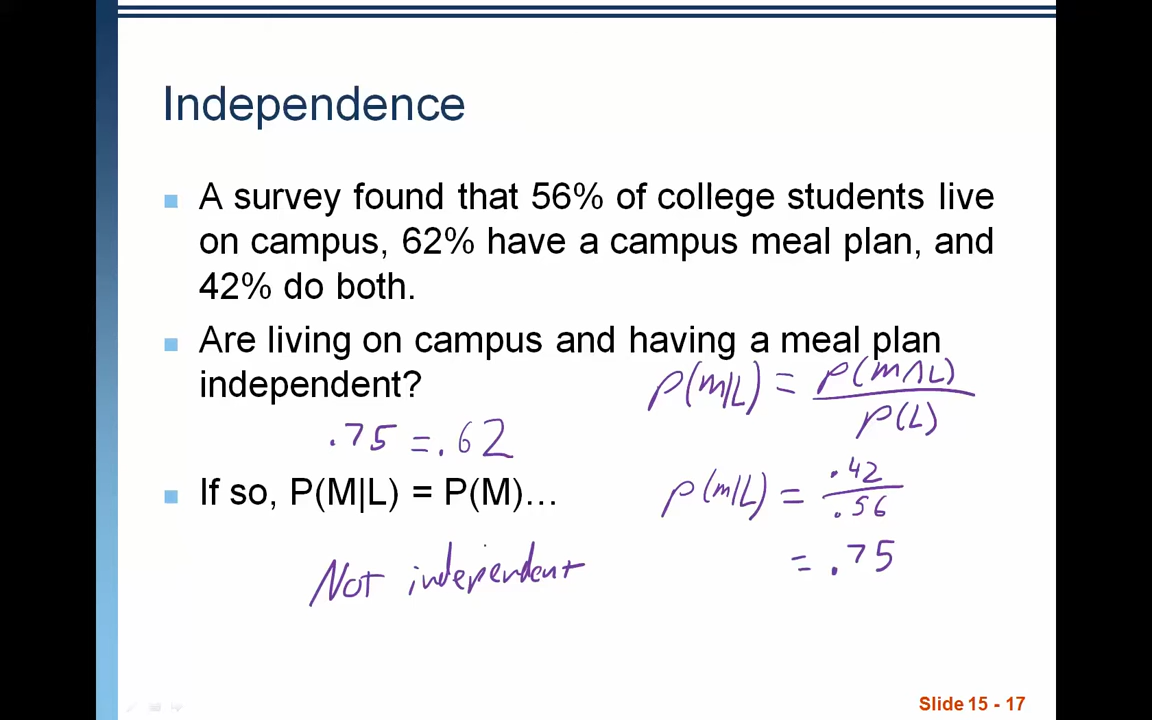 Independence
A survey found that 56% of college students live
on campus, 62% have a campus meal plan, and
42% do both.
Are living on campus and having a meal plan
independent?
P(M|L) = P(M∩L)
P(L)
.75 = .62
If so, P(M|L) = P(M)…
P(M|L) = .42
.56
= .75
Not independent
Slide 15 - 17